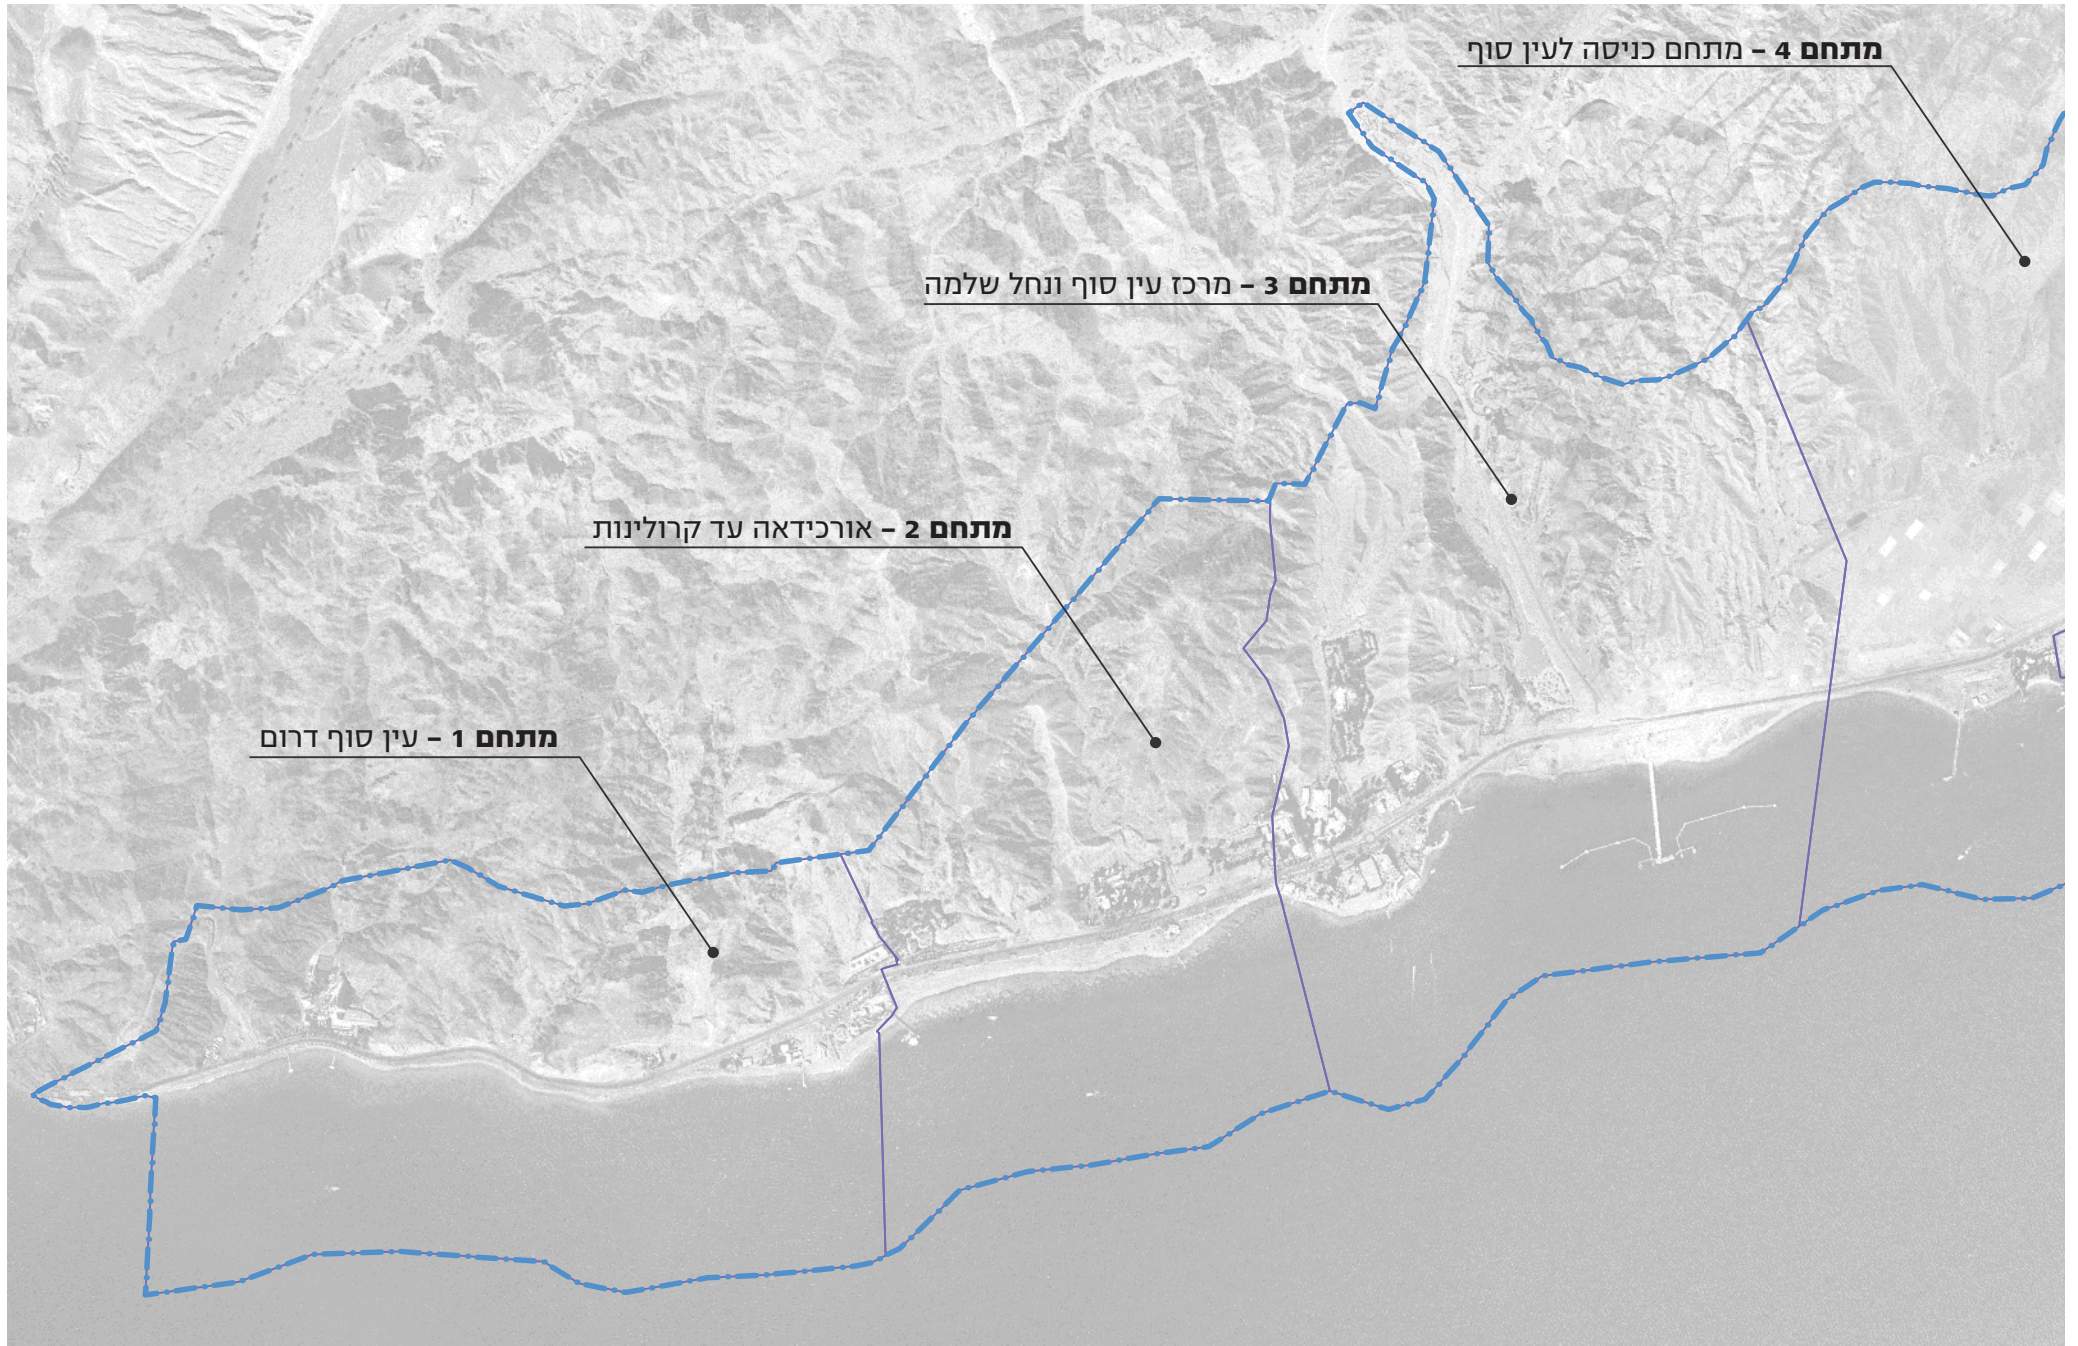 מתחם 4 – מתחם כניסה לעין סוף
מתחם 3 – מרכז עין סוף ונחל שלמה
מתחם 2 – אורכידאה עד קרולינות
מתחם 1 – עין סוף דרום